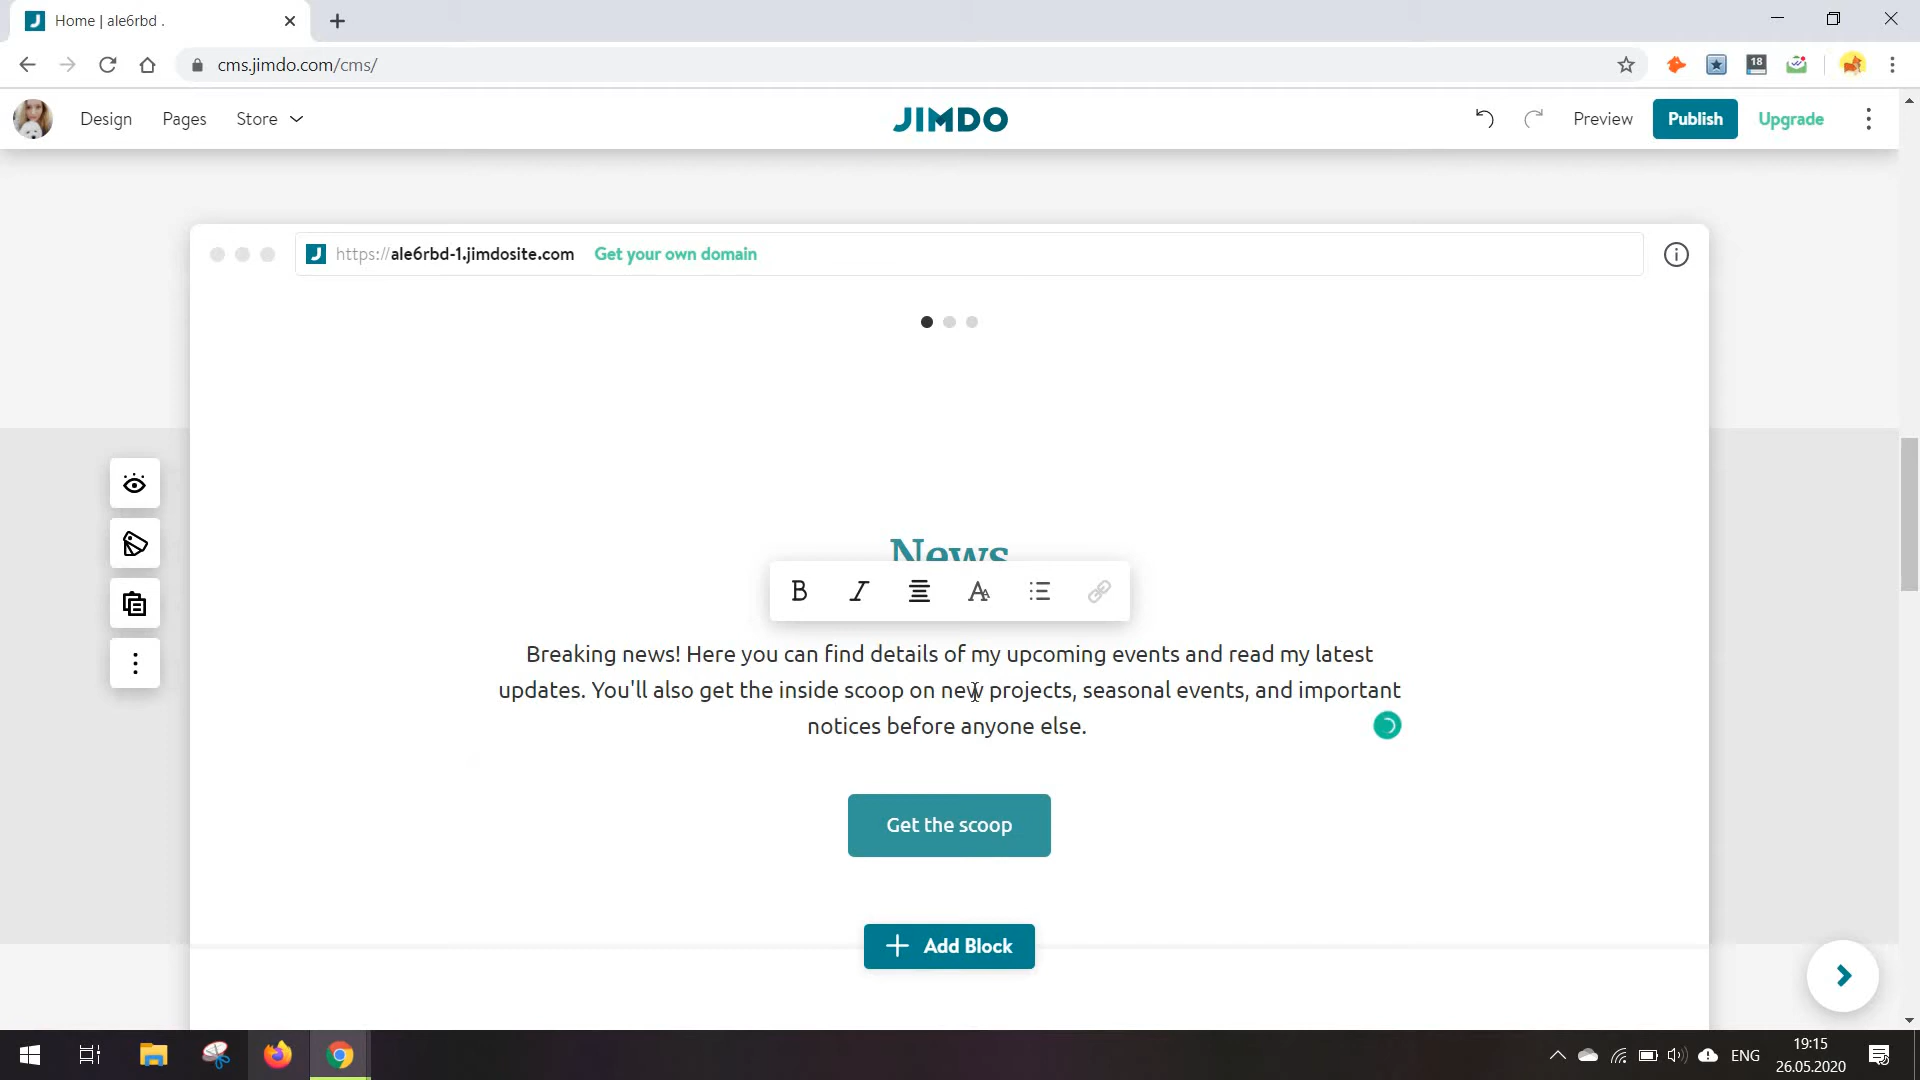 Home | ale6rbd .
cms.jimdo.com/cms/
18
Design Pages Store JIMDO Preview Publish Upgrade
https://ale6rbd-1.jimdosite.com Get your own domain
News
Breaking news! Here you can find details of my upcoming events and read my latest
updates. You'll also get the inside scoop on new projects, seasonal events, and important
notices before anyone else.
Get the scoop
Add Block
ENG
19:15
26.05.2020